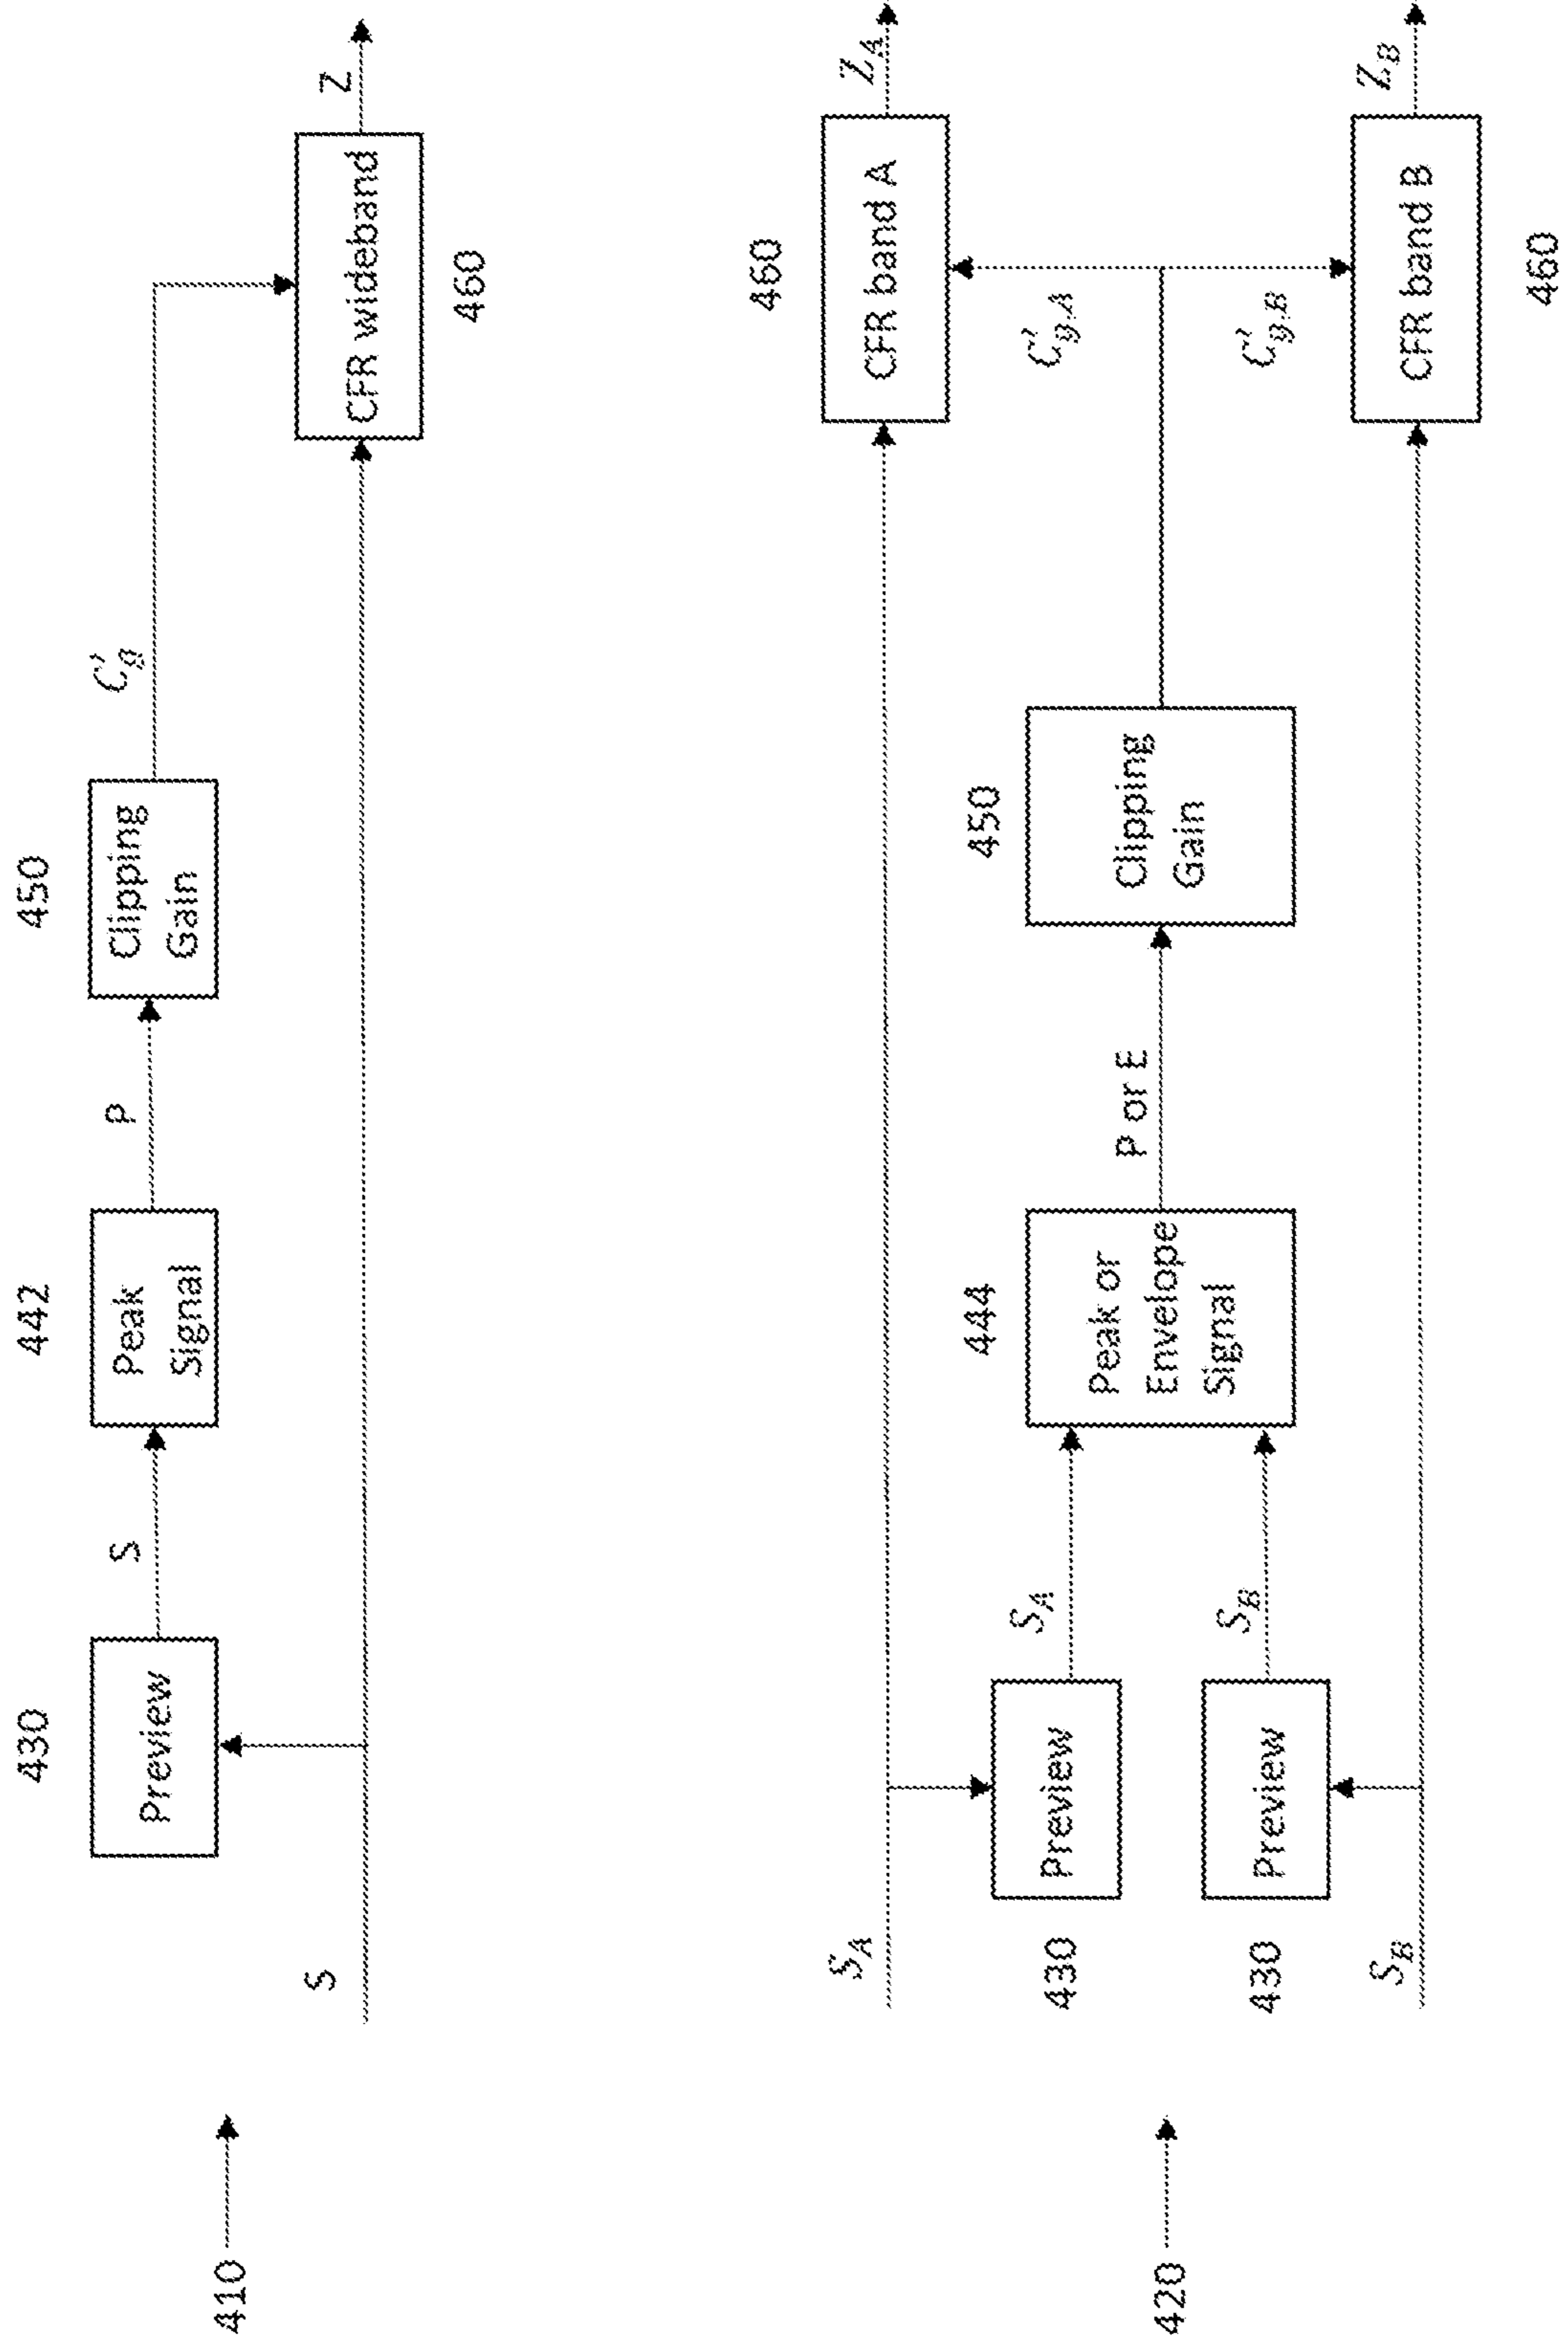 410
S
430
Preview
S
442
Peak
Signal
P
450
Clipping
Gain
C'g
CFR wideband
460
Z
420
SA
SB
430
430
Preview
Preview
SA
SB
444
Peak or
Envelope
Signal
P or E
450
Clipping
Gain
C'g,A
C'g,B
460
CFR band A
CFR band B
460
ZA
ZB